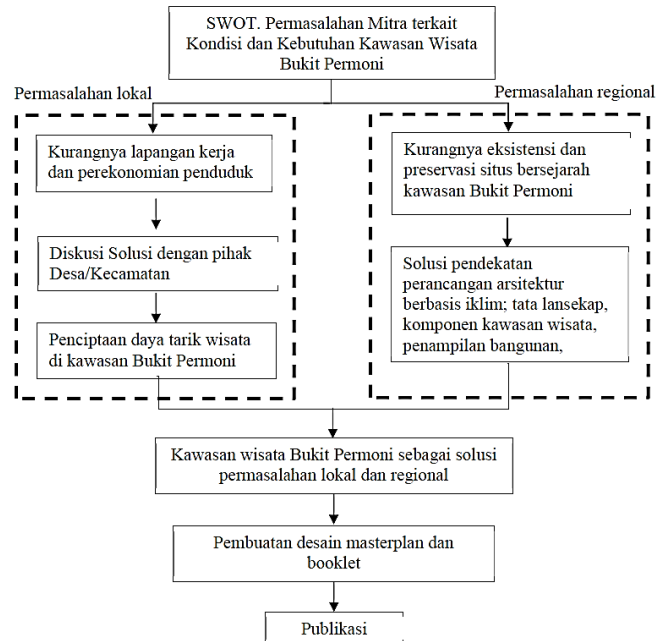 SWOT. Permasalahan Mitra terkait
Kondisi dan Kebutuhan Kawasan Wisata
Bukit Permoni
Permasalahan lokal
Permasalahan regional
Kurangnya lapangan kerja
dan perekonomian penduduk
Diskusi Solusi dengan pihak
Desa/Kecamatan
Penciptaan daya tarik wisata
di kawasan Bukit Permoni
Kurangnya eksistensi dan
preservasi situs bersejarah
kawasan Bukit Permoni
Solusi pendekatan
perancangan arsitektur
berbasis iklim; tata lansekap,
komponen kawasan wisata,
penampilan bangunan,
Kawasan wisata Bukit Permoni sebagai solusi
permasalahan lokal dan regional
Pembuatan desain masterplan dan
booklet
Publikasi